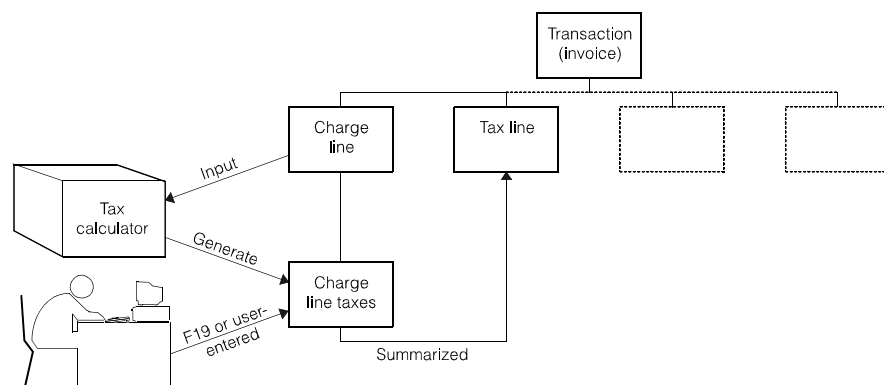 Transaction
(invoice)
Charge
line
Tax line
Input
Tax
calculator
Generate
Charge
line taxes
F19 or user-
entered
Summarized